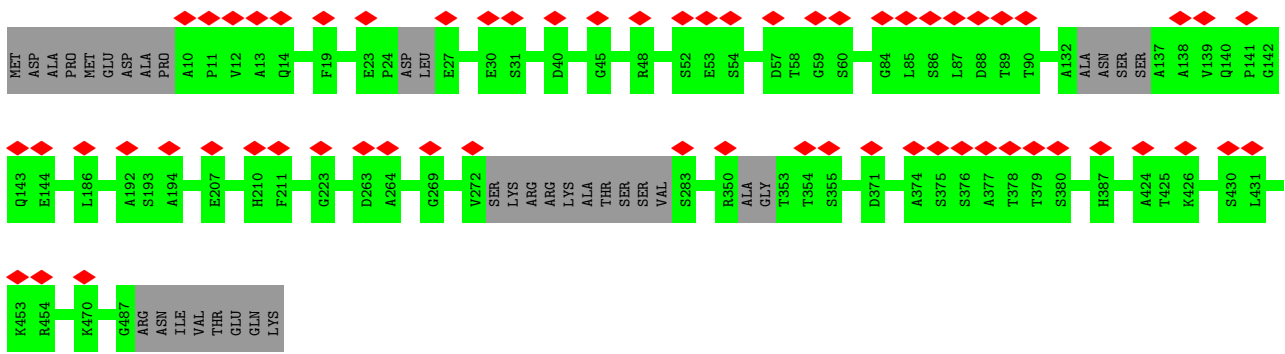 MET ASP ALA PRO MET GLU ASP ALA PRO A10 P11 V12 A13 Q14 F19 E23 P24 ASP LEU E27 E30 S31 D40 G45 R48 S52 E53 S54 D57 T58 G59 S60 G84 L85 S86 L87 D88 T89 T90 A132 ALA ASN SER SER A137 A138 V139 Q140 P141 G142
Q143 E144 L186 A192 S193 A194 E207 H210 F211 G223 D263 A264 G269 V272 SER LYS ARG ARG LYS ALA THR SER SER VAL S283 R350 ALA GLY T353 T354 S355 D371 A374 S375 S376 A377 T378 T379 S380 H387 A424 T425 K426 S430 L431
K453 R454 K470 G487 ARG ASN ILE VAL THR GLU GLN LYS